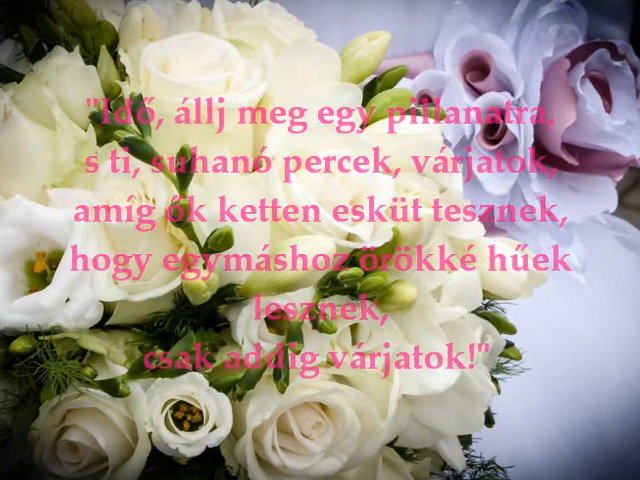 "Idő, állj meg egy pillanatra,
s ti, suhanó percek, várjatok,
amíg ők ketten esküt tesznek,
hogy egymáshoz örökké hűek
lesznek,
csak addig várjatok!"